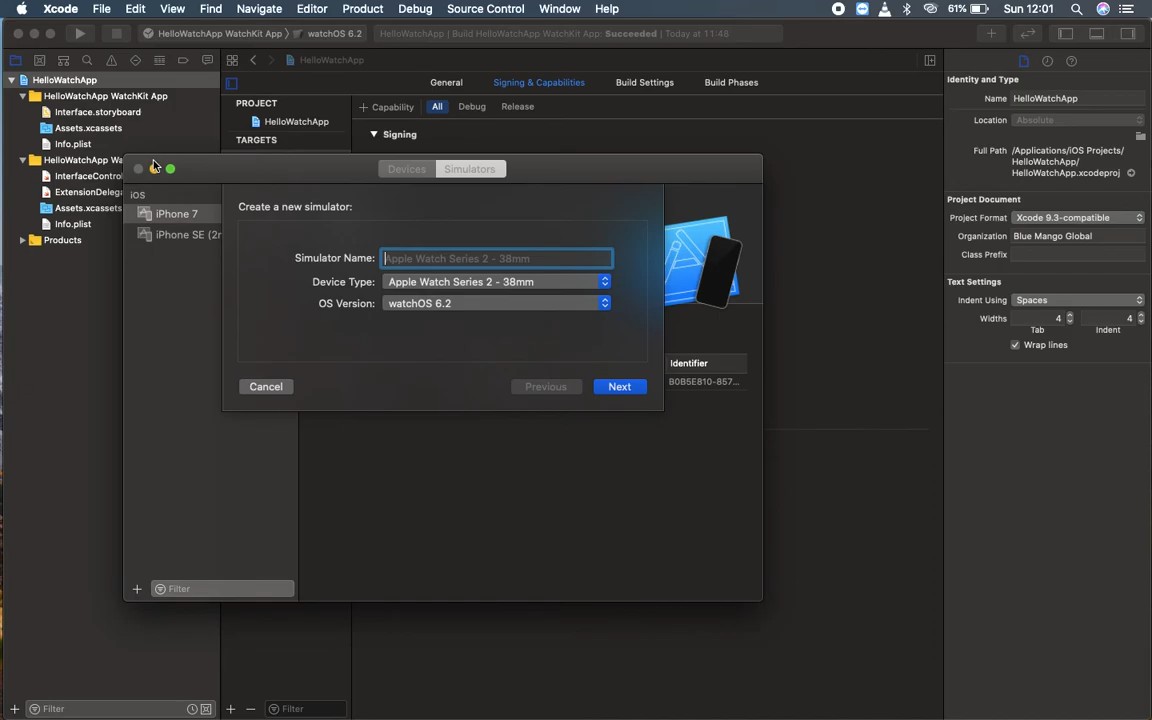 Xcode File Edit View Find Navigate Editor Product Debug Source Control Window Help 61% Sun 12:01
HelloWatchApp WatchKit App watchOS 6.2 HelloWatchApp | Build HelloWatchApp WatchKit App: Succeeded | Today at 11:48
HelloWatchApp
HelloWatchApp
HelloWatchApp WatchKit App
Interface.storyboard
Assets.xcassets
Info.plist
HelloWatchApp Wa
InterfaceControl
ExtensionDelega
Assets.xcassets
Info.plist
Products
General Signing & Capabilities Build Settings Build Phases
PROJECT
HelloWatchApp
TARGETS
+ Capability All Debug Release
Signing
Devices Simulators
iOS
iPhone 7
iPhone SE (2n
Create a new simulator:
Simulator Name: Apple Watch Series 2 - 38mm
Device Type: Apple Watch Series 2 - 38mm
OS Version: watchOS 6.2
Cancel Previous Next
Identifier
B0B5E810-857...
Filter
Identity and Type
Name HelloWatchApp
Location Absolute
Full Path /Applications/iOS Projects/
HelloWatchApp/
HelloWatchApp.xcodeproj
Project Document
Project Format Xcode 9.3-compatible
Organization Blue Mango Global
Class Prefix
Text Settings
Indent Using Spaces
Widths 4 4
Tab Indent
Wrap lines
Filter
Filter